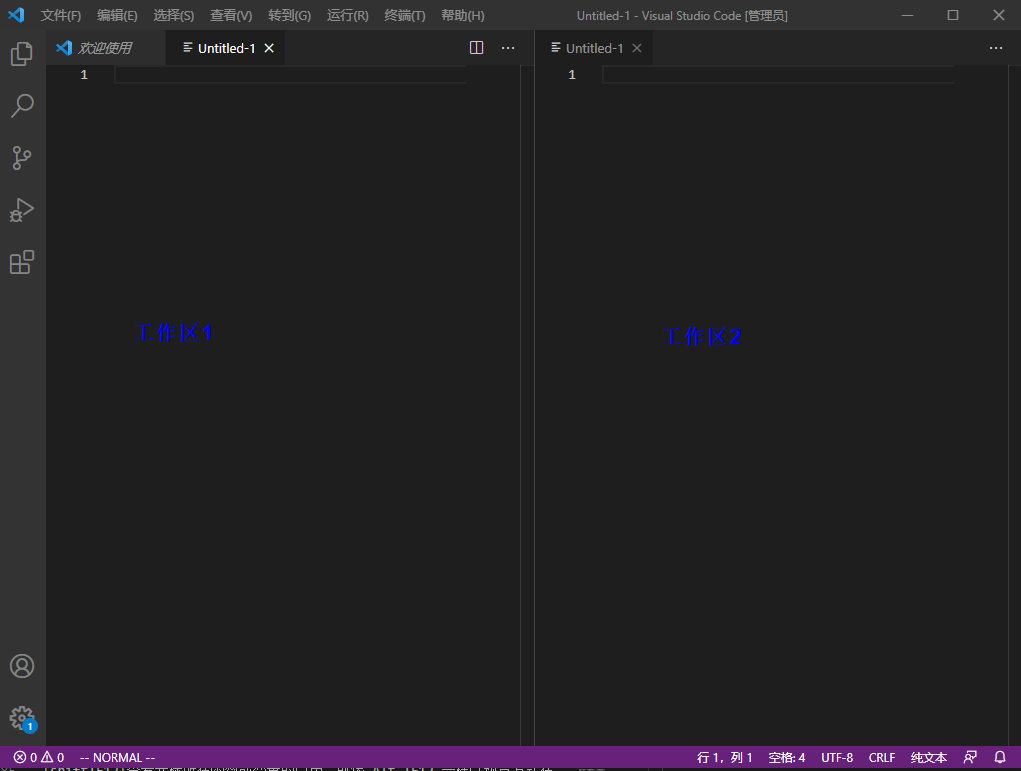 文件(F) 编辑(E) 选择(S) 查看(V) 转到(G) 运行(R) 终端(T) 帮助(H) Untitled-1 - Visual Studio Code [管理员]
欢迎使用 Untitled-1 Untitled-1
1 1
工作区1 工作区2
1
0 0 -- NORMAL -- 行 1，列 1 空格: 4 UTF-8 CRLF 纯文本